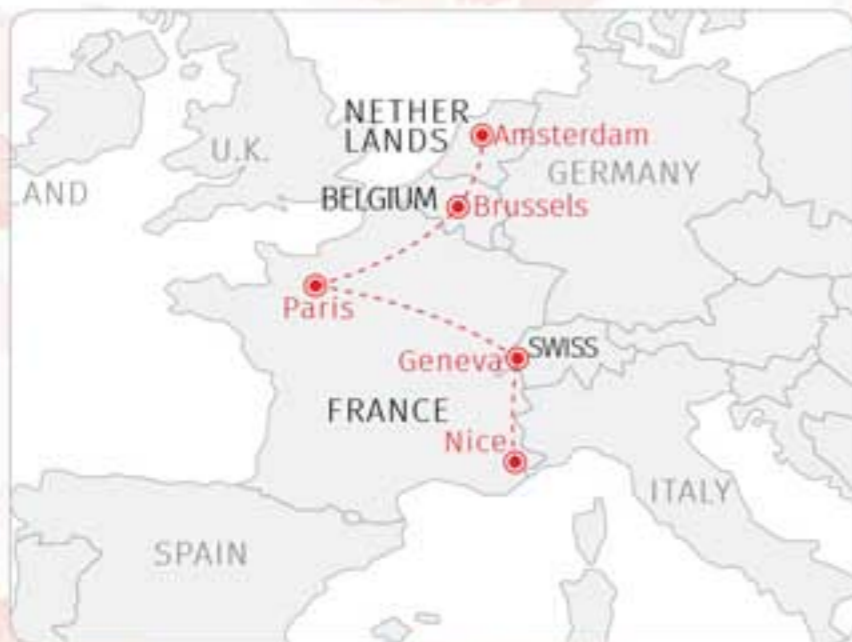 NETHER
LANDS
Amsterdam
U.K.
GERMANY
LAND
BELGIUM
Brussels
Paris
SWISS
Geneva
FRANCE
Nice
ITALY
SPAIN